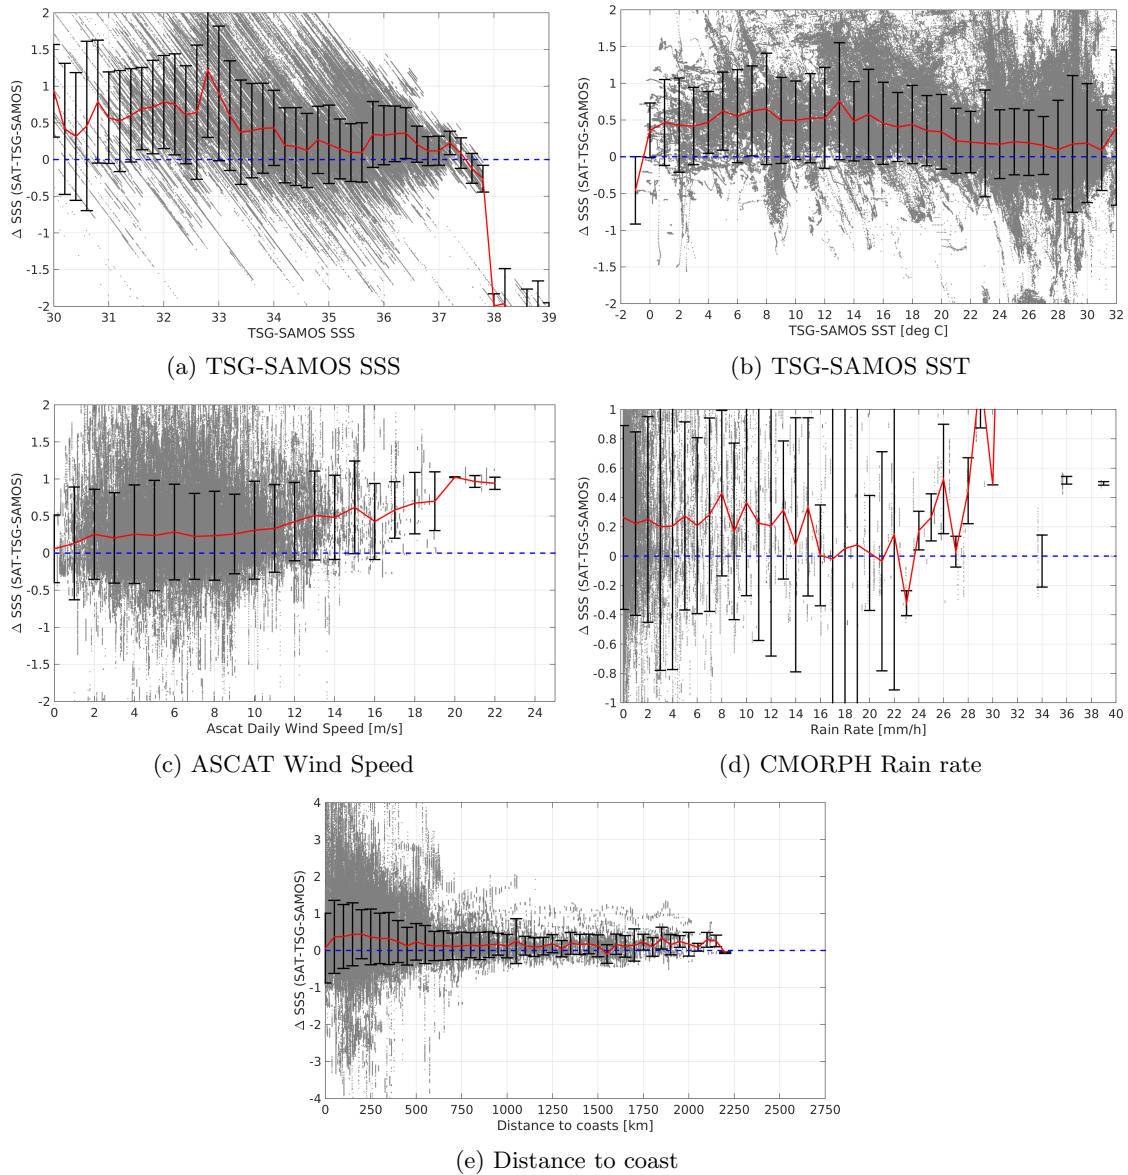 2
1.5
1
0.5
0
-0.5
-1
-1.5
-2
Δ SSS (SAT-TSG-SAMOS)
30 31 32 33 34 35 36 37 38 39
TSG-SAMOS SSS
(a) TSG-SAMOS SSS
2
1.5
1
0.5
0
-0.5
-1
-1.5
-2
Δ SSS (SAT-TSG-SAMOS)
-2 0 2 4 6 8 10 12 14 16 18 20 22 24 26 28 30 32
TSG-SAMOS SST [deg C]
(b) TSG-SAMOS SST
2
1.5
1
0.5
0
-0.5
-1
-1.5
-2
Δ SSS (SAT-TSG-SAMOS)
0 2 4 6 8 10 12 14 16 18 20 22 24
Ascat Daily Wind Speed [m/s]
(c) ASCAT Wind Speed
1
0.8
0.6
0.4
0.2
0
-0.2
-0.4
-0.6
-0.8
-1
Δ SSS (SAT-TSG-SAMOS)
0 2 4 6 8 10 12 14 16 18 20 22 24 26 28 30 32 34 36 38 40
Rain Rate [mm/h]
(d) CMORPH Rain rate
4
3
2
1
0
-1
-2
-3
-4
Δ SSS (SAT-TSG-SAMOS)
0 250 500 750 1000 1250 1500 1750 2000 2250 2500 2750
Distance to coasts [km]
(e) Distance to coast